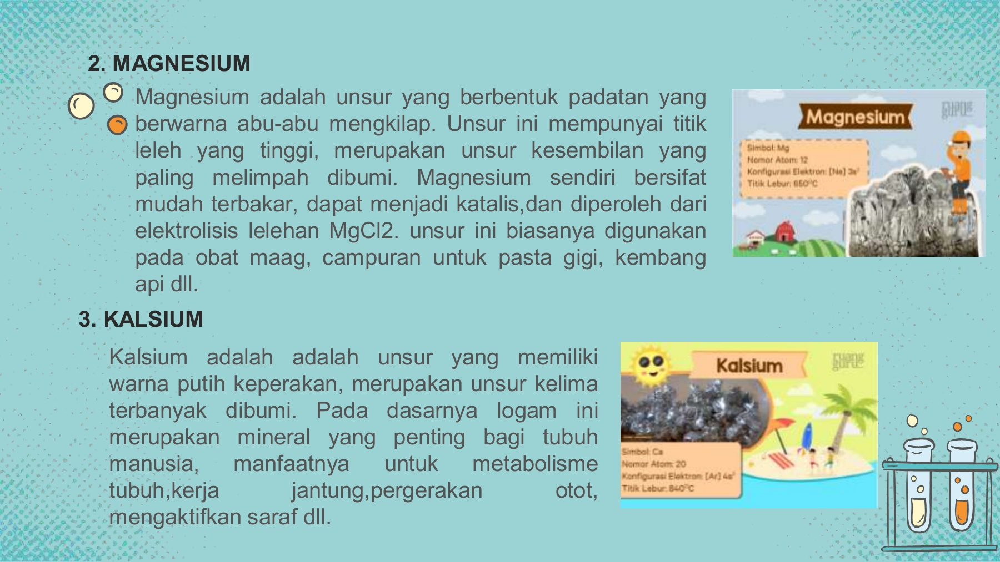 2. MAGNESIUM
Magnesium adalah unsur yang berbentuk padatan yang
berwarna abu-abu mengkilap. Unsur ini mempunyai titik
leleh yang tinggi, merupakan unsur kesembilan yang
paling melimpah dibumi. Magnesium sendiri bersifat
mudah terbakar, dapat menjadi katalis,dan diperoleh dari
elektrolisis lelehan MgCl2. unsur ini biasanya digunakan
pada obat maag, campuran untuk pasta gigi, kembang
api dll.
Magnesium
ruang
guru
Simbol: Mg
Nomor Atom: 12
Konfigurasi Elektron: [Ne] 3s²
Titik Lebur: 650°C
3. KALSIUM
Kalsium adalah adalah unsur yang memiliki
warna putih keperakan, merupakan unsur kelima
terbanyak dibumi. Pada dasarnya logam ini
merupakan mineral yang penting bagi tubuh
manusia, manfaatnya untuk metabolisme
tubuh,kerja jantung,pergerakan otot,
mengaktifkan saraf dll.
Kalsium
ruang
guru
Simbol: Ca
Nomor Atom: 20
Konfigurasi Elektron: [Ar] 4s²
Titik Lebur: 840°C